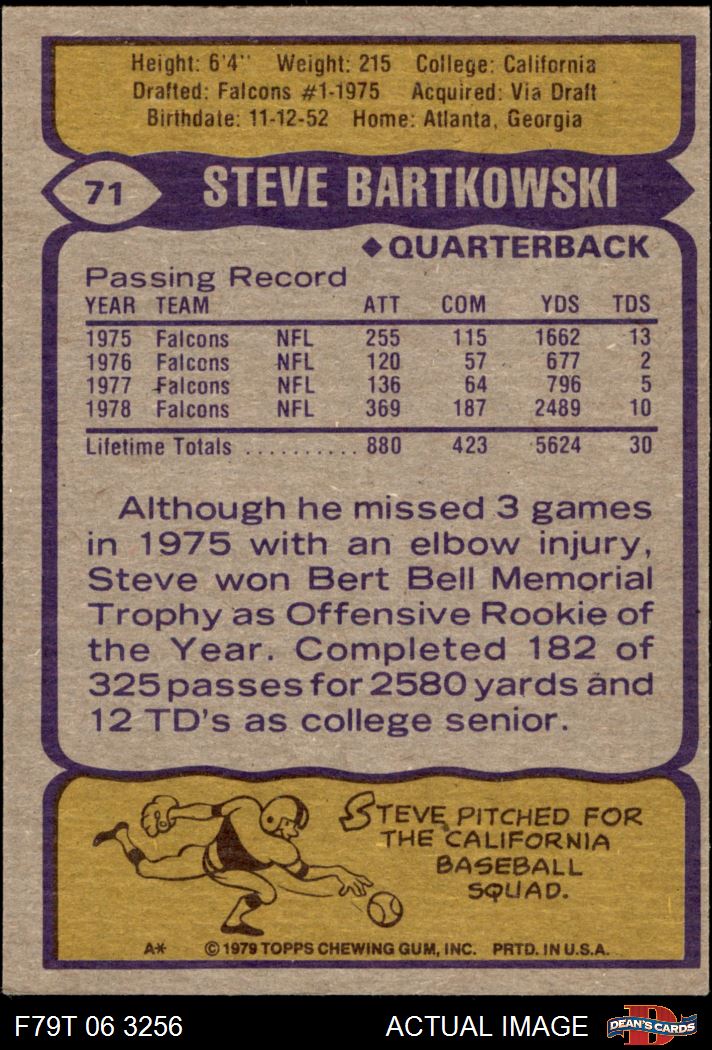 Height: 6'4" Weight: 215 College: California
Drafted: Falcons #1-1975 Acquired: Via Draft
Birthdate: 11-12-52 Home: Atlanta, Georgia
71 STEVE BARTKOWSKI
◆QUARTERBACK
Passing Record
YEAR TEAM ATT COM YDS TDS
1975 Falcons NFL 255 115 1662 13
1976 Falcons NFL 120 57 677 2
1977 Falcons NFL 136 64 796 5
1978 Falcons NFL 369 187 2489 10
Lifetime Totals .......... 880 423 5624 30
Although he missed 3 games
in 1975 with an elbow injury,
Steve won Bert Bell Memorial
Trophy as Offensive Rookie of
the Year. Completed 182 of
325 passes for 2580 yards and
12 TD's as college senior.
STEVE PITCHED FOR
THE CALIFORNIA
BASEBALL
SQUAD.
A* © 1979 TOPPS CHEWING GUM, INC. PRTD. IN U.S.A.
F79T 06 3256 ACTUAL IMAGE DEAN'S CARDS